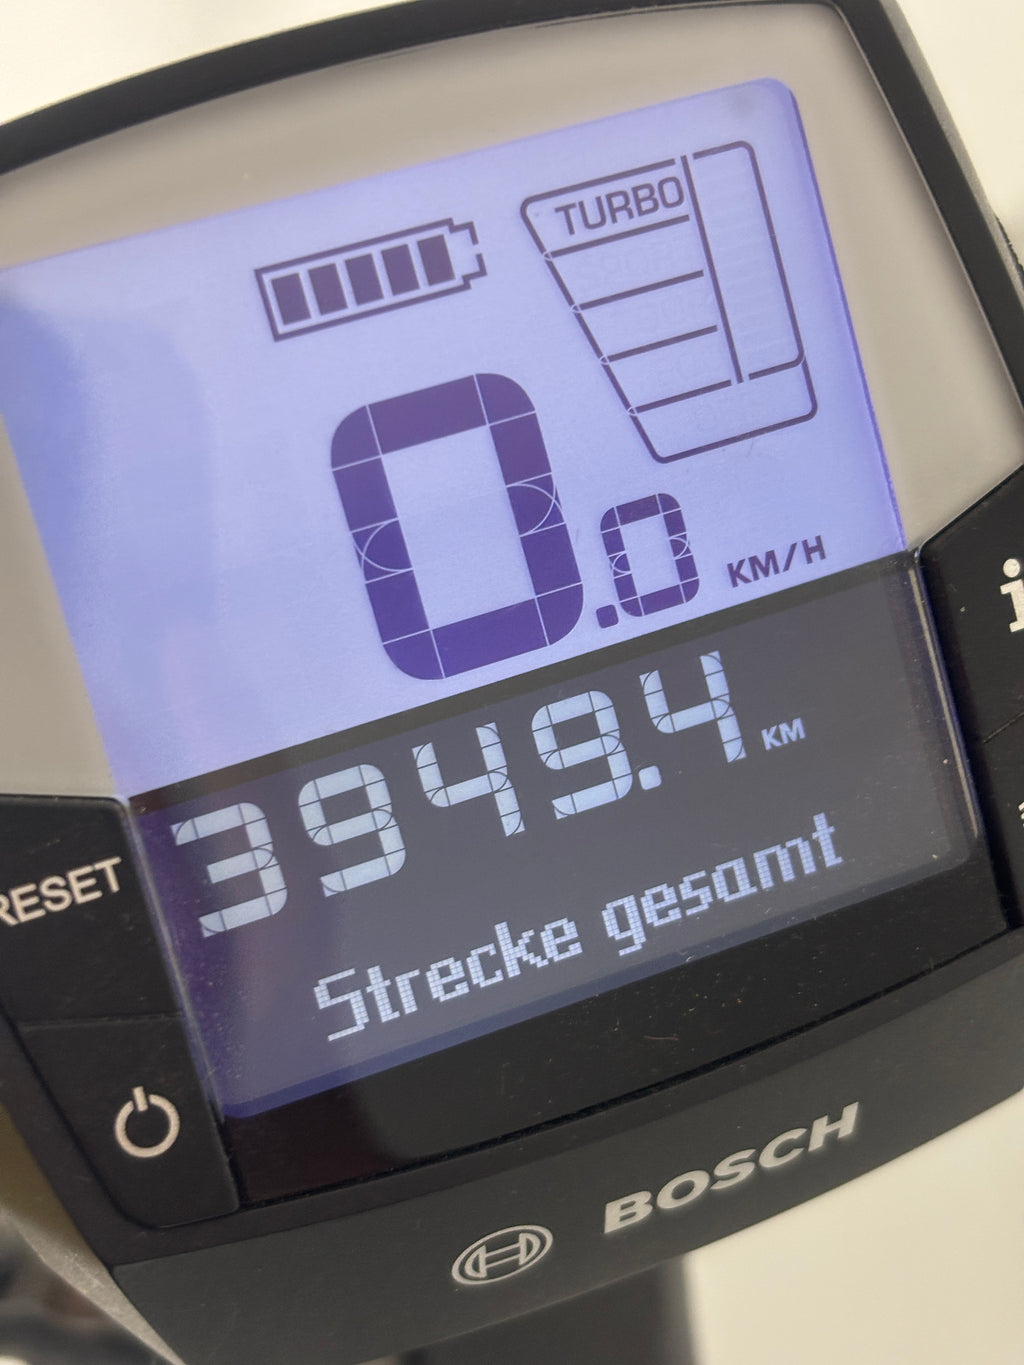 TURBO
0.0 KM/H
3949.4 KM
Strecke gesamt
RESET
i
BOSCH